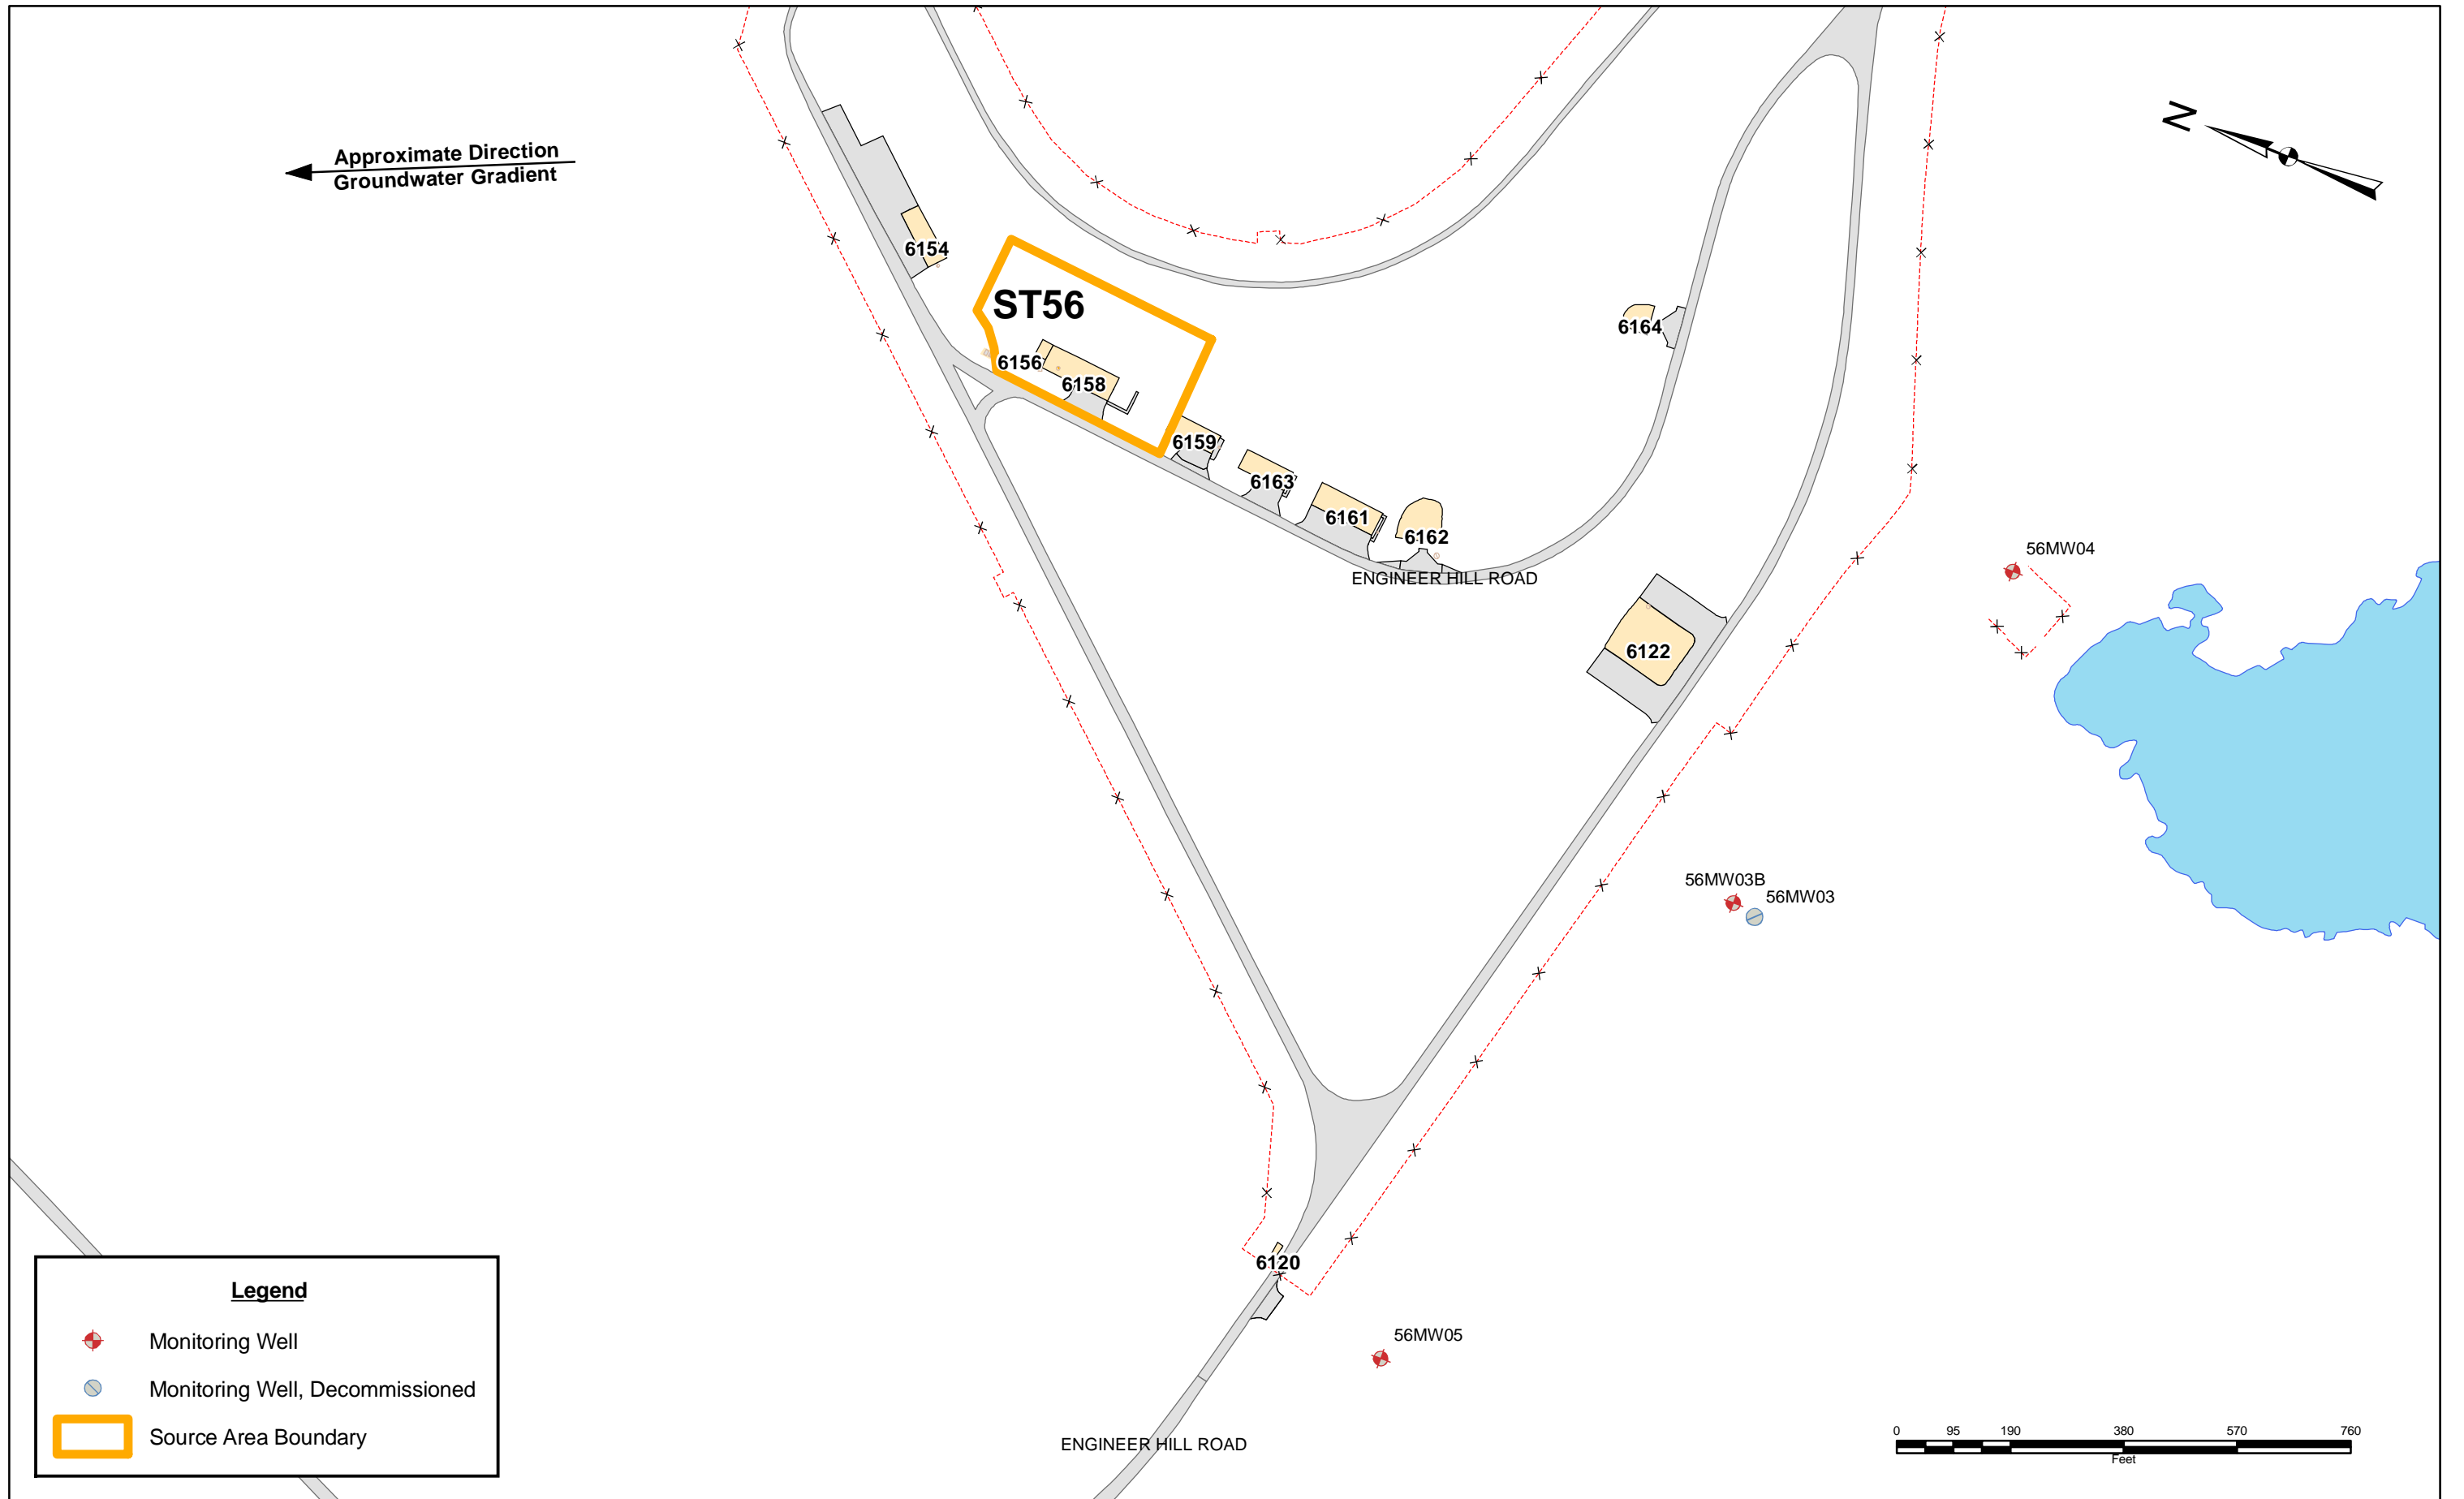 N
Approximate Direction
Groundwater Gradient
6154
ST56
6164
6156
6158
6159
6163
6161
6162
ENGINEER HILL ROAD
56MW04
6122
56MW03B
56MW03
6120
Legend
Monitoring Well
Monitoring Well, Decommissioned
Source Area Boundary
56MW05
ENGINEER HILL ROAD
0 95 190 380 570 760
Feet